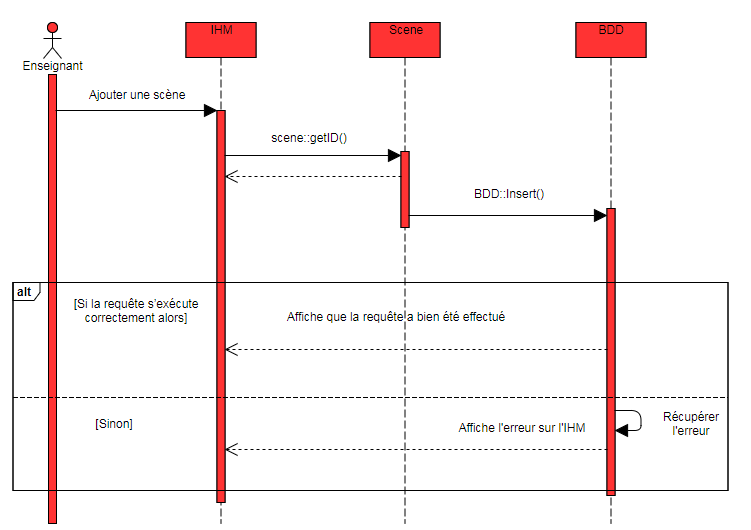 IHM
Scene
BDD
Enseignant
Ajouter une scène
scene::getID()
BDD::Insert()
alt
[Si la requête s'exécute
correctement alors]
Affiche que la requête a bien été effectué
[Sinon]
Affiche l'erreur sur l'IHM
Récupérer
l'erreur